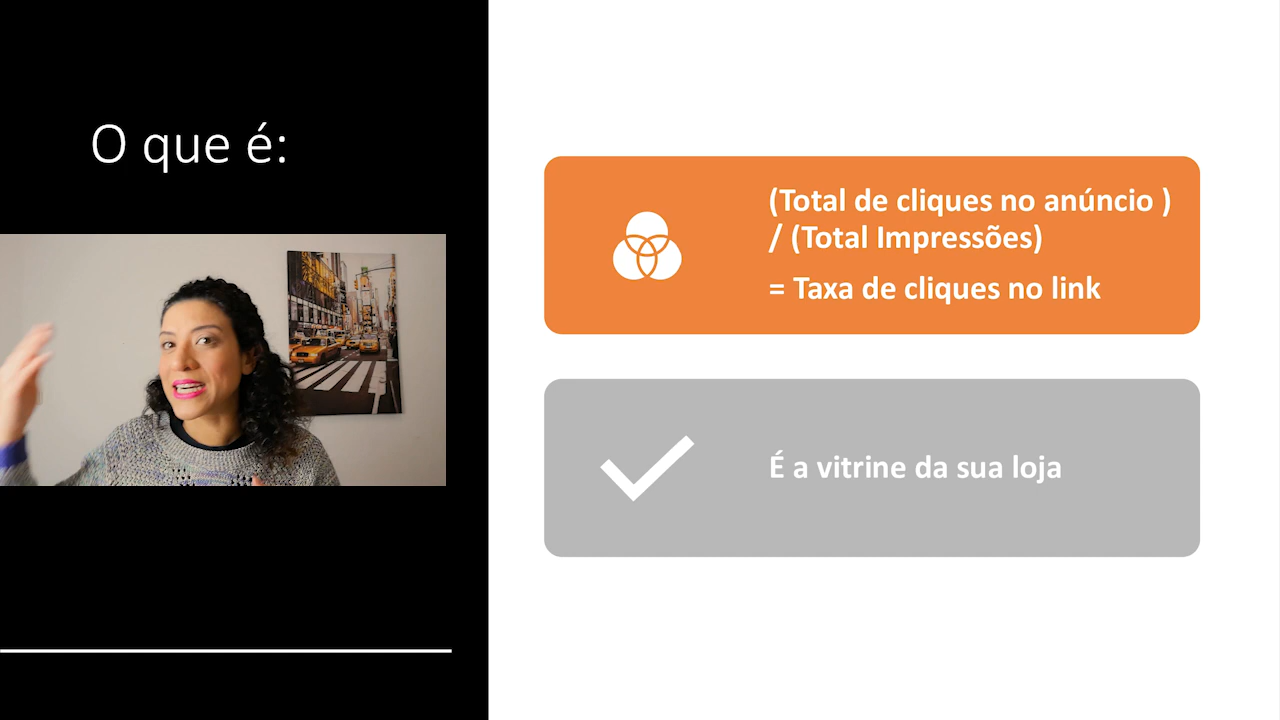 O que é:
(Total de cliques no anúncio )
/ (Total Impressões)
= Taxa de cliques no link
É a vitrine da sua loja